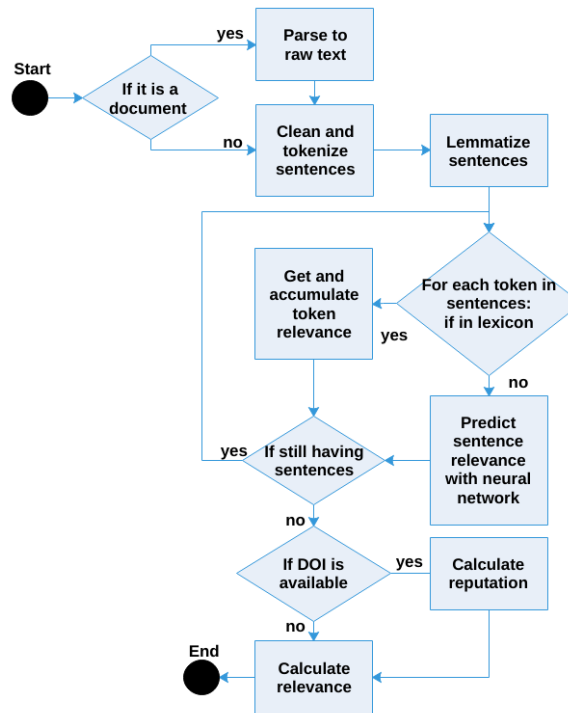 yes
Parse to
raw text
Start
If it is a
document
no
Clean and
tokenize
sentences
Lemmatize
sentences
For each token in
sentences:
if in lexicon
Get and
accumulate
token
relevance
yes
no
Predict
sentence
relevance
with neural
network
yes
If still having
sentences
no
If DOI is
available
yes
Calculate
reputation
no
End
Calculate
relevance